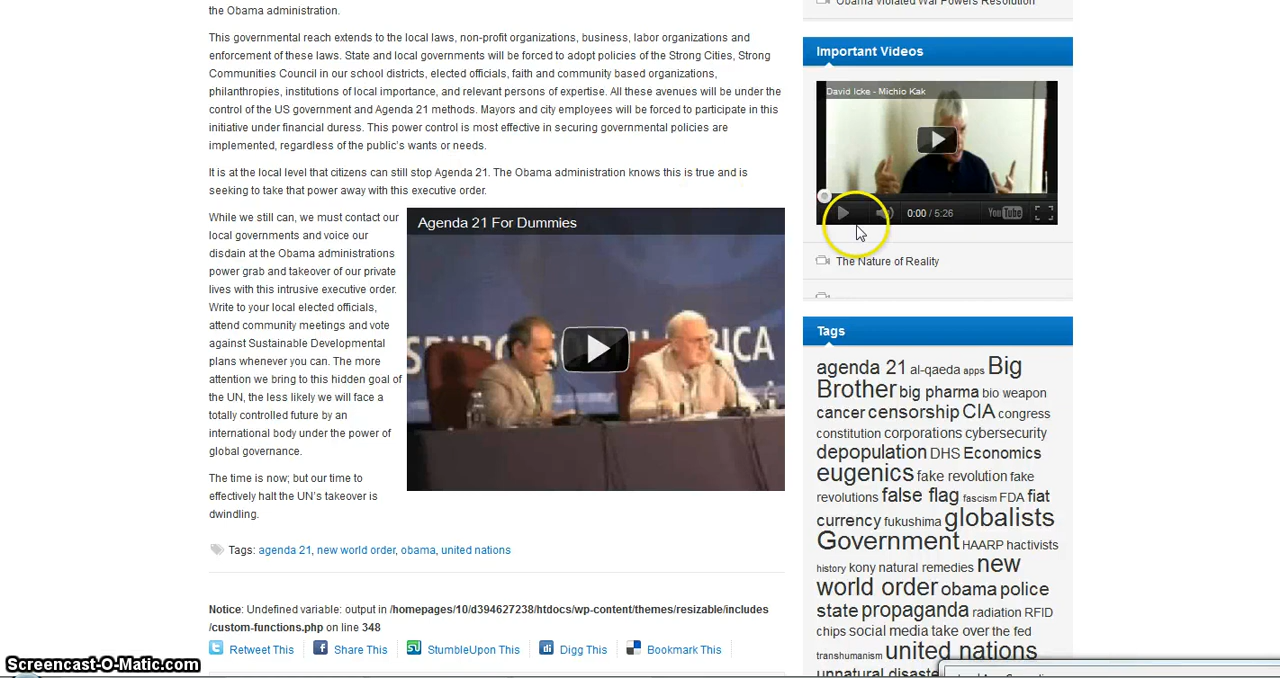 the Obama administration.
This governmental reach extends to the local laws, non-profit organizations, business, labor organizations and
enforcement of these laws. State and local governments will be forced to adopt policies of the Strong Cities, Strong
Communities Council in our school districts, elected officials, faith and community based organizations,
philanthropies, institutions of local importance, and relevant persons of expertise. All these avenues will be under the
control of the US government and Agenda 21 methods. Mayors and city employees will be forced to participate in this
initiative under financial duress. This power control is most effective in securing governmental policies are
implemented, regardless of the public's wants or needs.
It is at the local level that citizens can still stop Agenda 21. The Obama administration knows this is true and is
seeking to take that power away with this executive order.
While we still can, we must contact our
local governments and voice our
disdain at the Obama administrations
power grab and takeover of our private
lives with this intrusive executive order.
Write to your local elected officials,
attend community meetings and vote
against Sustainable Developmental
plans whenever you can. The more
attention we bring to this hidden goal of
the UN, the less likely we will face a
totally controlled future by an
international body under the power of
global governance.
The time is now; but our time to
effectively halt the UN's takeover is
dwindling.
Agenda 21 For Dummies
Tags: agenda 21, new world order, obama, united nations
Notice: Undefined variable: output in /homepages/10/d394627238/htdocs/wp-content/themes/resizable/includes
/custom-functions.php on line 348
Retweet This Share This StumbleUpon This Digg This Bookmark This
Obama Violated War Powers Resolution
Important Videos
David Icke - Michio Kak
0:00 / 5:26 YouTube
The Nature of Reality
Tags
agenda 21 al-qaeda apps Big
Brother big pharma bio weapon
cancer censorship CIA congress
constitution corporations cybersecurity
depopulation DHS Economics
eugenics fake revolution fake
revolutions false flag fascism FDA fiat
currency fukushima globalists
Government HAARP hactivists
history kony natural remedies new
world order obama police
state propaganda radiation RFID
chips social media take over the fed
transhumanism united nations
unnatural disaste
Screencast-O-Matic.com